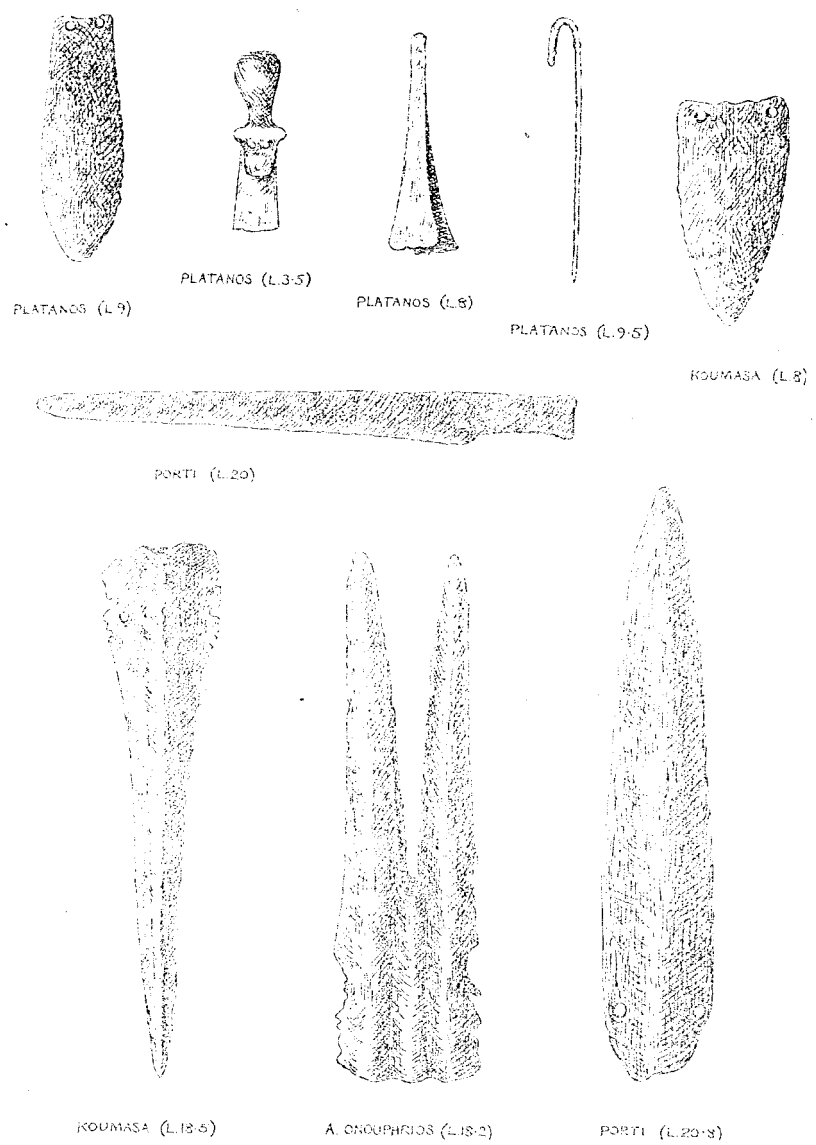 PLATANOS (L.9)
PLATANOS (L.3·5)
PLATANOS (L.8)
PLATANOS (L.9·5)
KOUMASA (L.8)
PORTI (L.20)
KOUMASA (L.18·5)
A. ONOUPHRIOS (L.18·2)
PORTI (L.20·8)